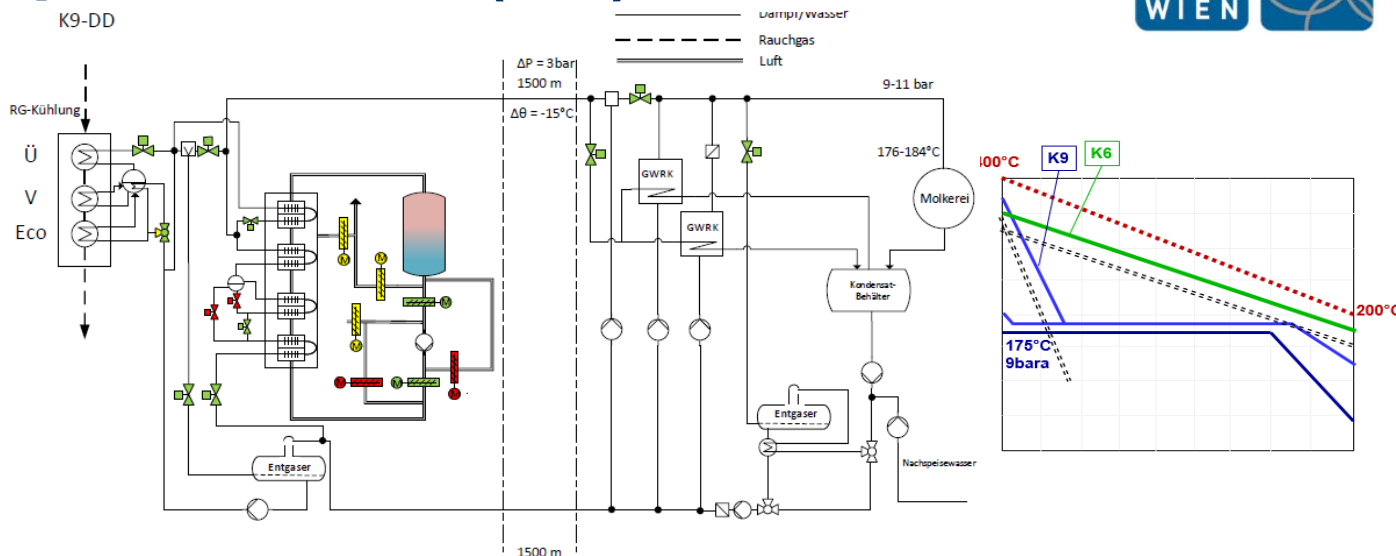 K9-DD
WIEN
Dampf/Wasser
Rauchgas
Luft
ΔP = 3bar
1500 m
Δθ = -15°C
9-11 bar
RG-Kühlung
Ü
V
Eco
V
GWRK
GWRK
176-184°C
Molkerei
Kondensat-
Behälter
M
M
M
M
M
M
M
Entgaser
Entgaser
Nachspeisewasser
1500 m
400°C
K9
K6
200°C
175°C
9bara